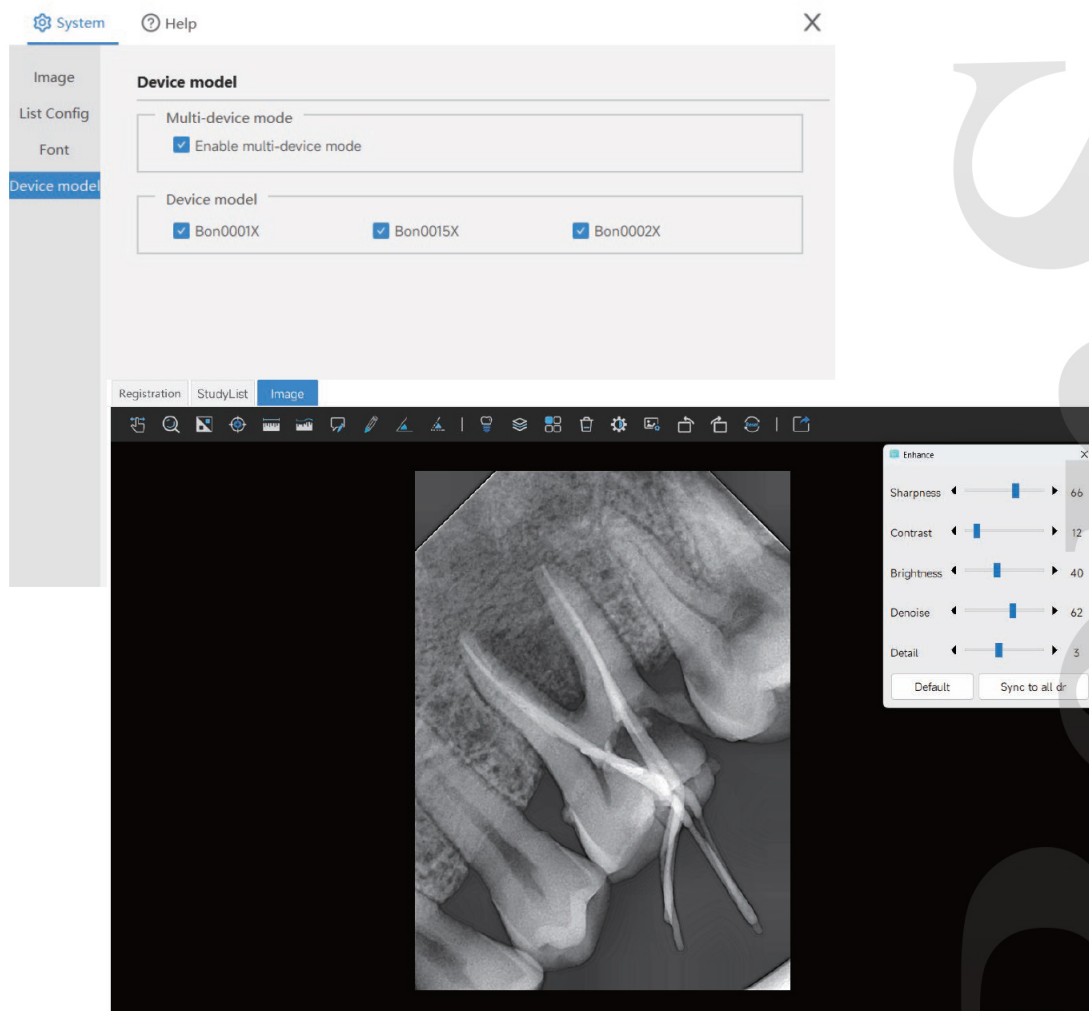 System Help X
Image
List Config
Font
Device model
Device model
Multi-device mode
Enable multi-device mode
Device model
Bon0001X Bon0015X Bon0002X
Registration StudyList Image
Enhance
Sharpness 66
Contrast 12
Brightness 40
Denoise 62
Detail 3
Default Sync to all dr